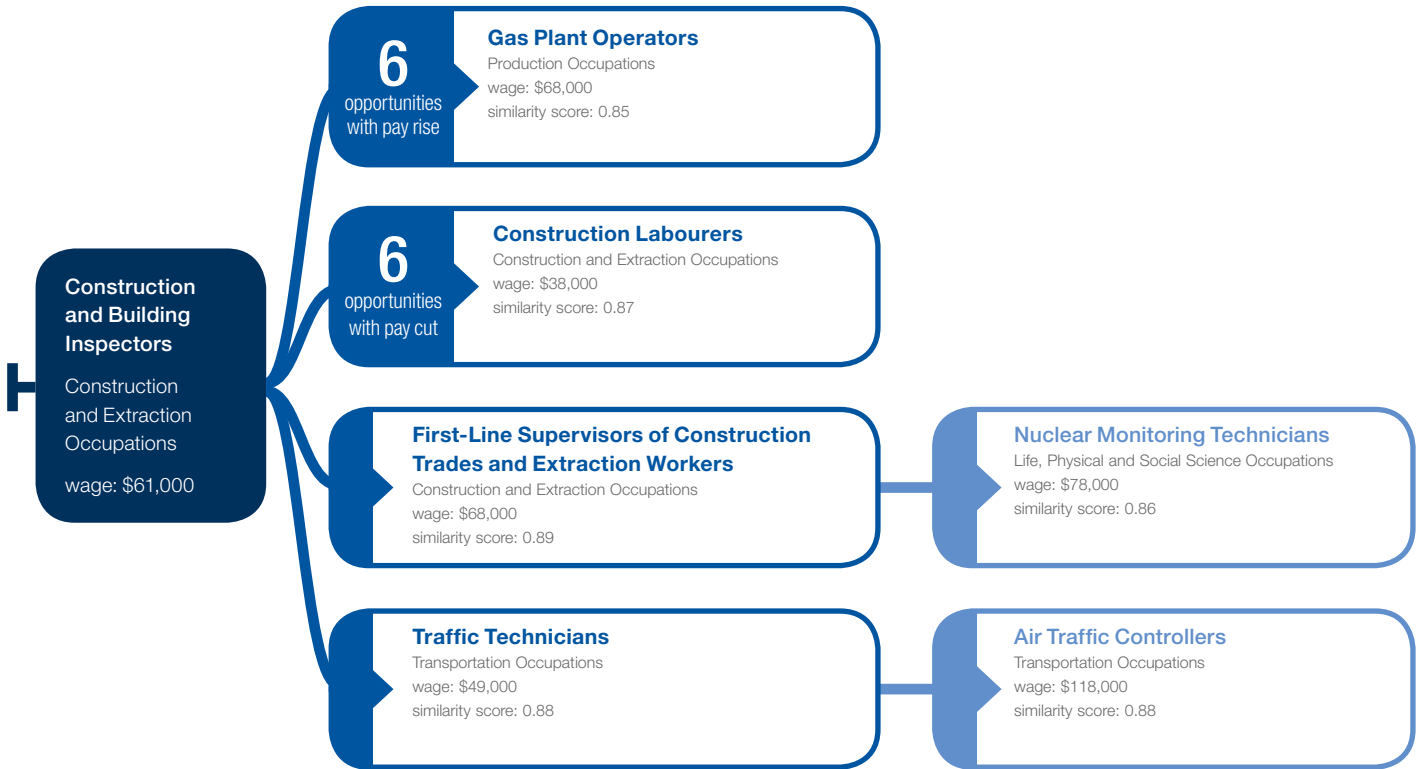 Construction
and Building
Inspectors
Construction
and Extraction
Occupations
wage: $61,000
6
opportunities
with pay rise
Gas Plant Operators
Production Occupations
wage: $68,000
similarity score: 0.85
6
opportunities
with pay cut
Construction Labourers
Construction and Extraction Occupations
wage: $38,000
similarity score: 0.87
First-Line Supervisors of Construction
Trades and Extraction Workers
Construction and Extraction Occupations
wage: $68,000
similarity score: 0.89
Nuclear Monitoring Technicians
Life, Physical and Social Science Occupations
wage: $78,000
similarity score: 0.86
Traffic Technicians
Transportation Occupations
wage: $49,000
similarity score: 0.88
Air Traffic Controllers
Transportation Occupations
wage: $118,000
similarity score: 0.88